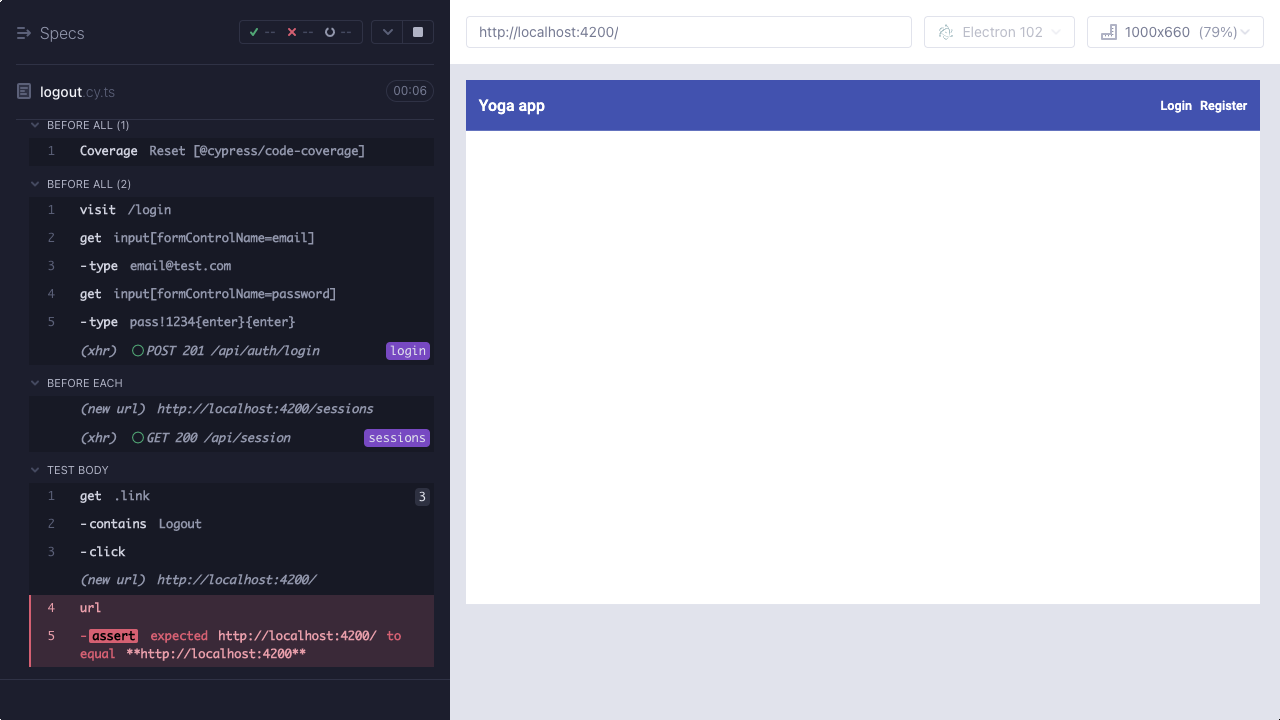 Specs
-- -- --
logout.cy.ts
00:06
BEFORE ALL (1)
1 Coverage Reset [@cypress/code-coverage]
BEFORE ALL (2)
1 visit /login
2 get input[formControlName=email]
3 -type email@test.com
4 get input[formControlName=password]
5 -type pass!1234{enter}{enter}
(xhr) POST 201 /api/auth/login login
BEFORE EACH
(new url) http://localhost:4200/sessions
(xhr) GET 200 /api/session sessions
TEST BODY
1 get .link 3
2 -contains Logout
3 -click
(new url) http://localhost:4200/
4 url
5 -assert expected http://localhost:4200/ to
equal **http://localhost:4200**
http://localhost:4200/
Electron 102
1000x660 (79%)
Yoga app
Login Register